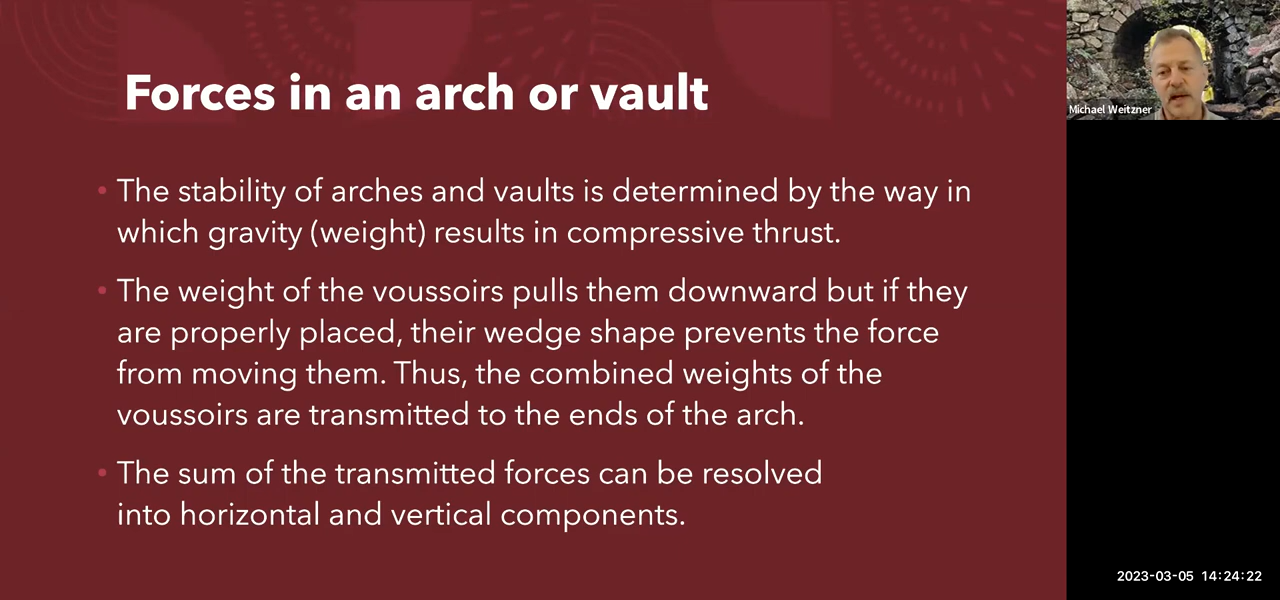 Forces in an arch or vault
• The stability of arches and vaults is determined by the way in
which gravity (weight) results in compressive thrust.
• The weight of the voussoirs pulls them downward but if they
are properly placed, their wedge shape prevents the force
from moving them. Thus, the combined weights of the
voussoirs are transmitted to the ends of the arch.
• The sum of the transmitted forces can be resolved
into horizontal and vertical components.
Michael Weitzner
2023-03-05 14:24:22